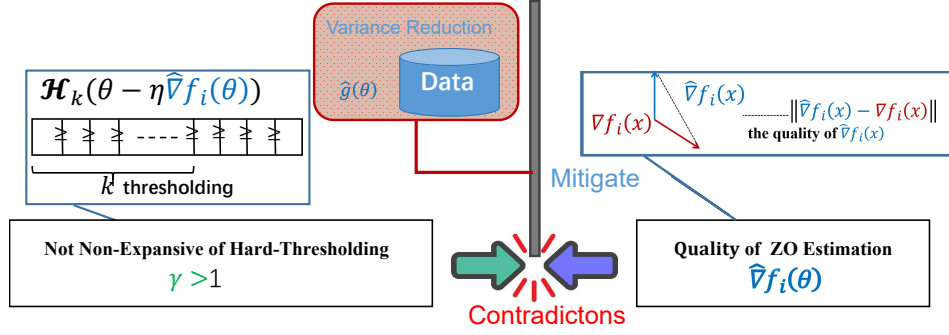 Variance Reduction
ĝ(θ)
Data
𝓗ₖ(θ − η∇̂fᵢ(θ))
≥ ≥ ≥ ---- ≥ ≥ ≥ ≥
k thresholding
∇̂fᵢ(x)
∇fᵢ(x)
‖∇̂fᵢ(x) − ∇fᵢ(x)‖
the quality of ∇̂fᵢ(x)
Mitigate
Not Non-Expansive of Hard-Thresholding
γ >1
Quality of ZO Estimation
∇̂fᵢ(θ)
Contradictons